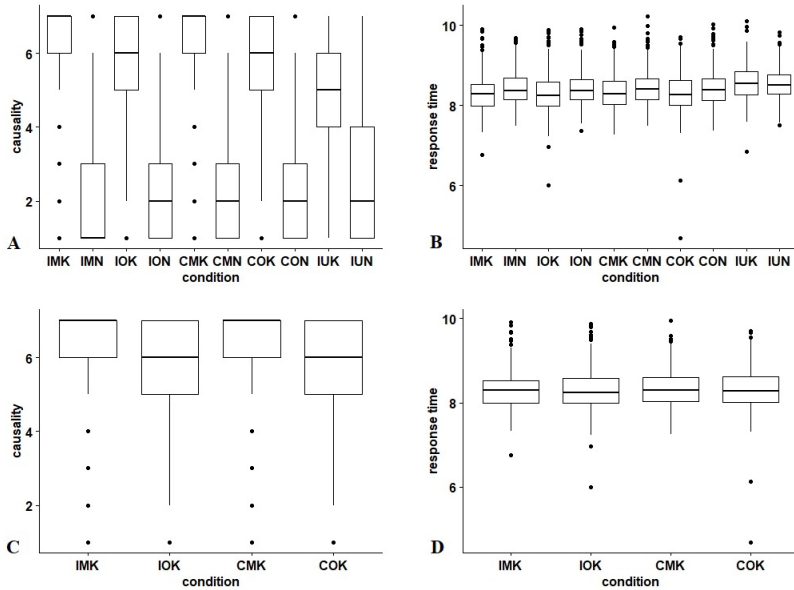 causality
6
4
2
A
IMK IMN IOK ION CMK CMN COK CON IUK IUN
condition
response time
10
8
6
B
IMK IMN IOK ION CMK CMN COK CON IUK IUN
condition
causality
6
4
2
C
IMK IOK CMK COK
condition
response time
10
8
6
D
IMK IOK CMK COK
condition